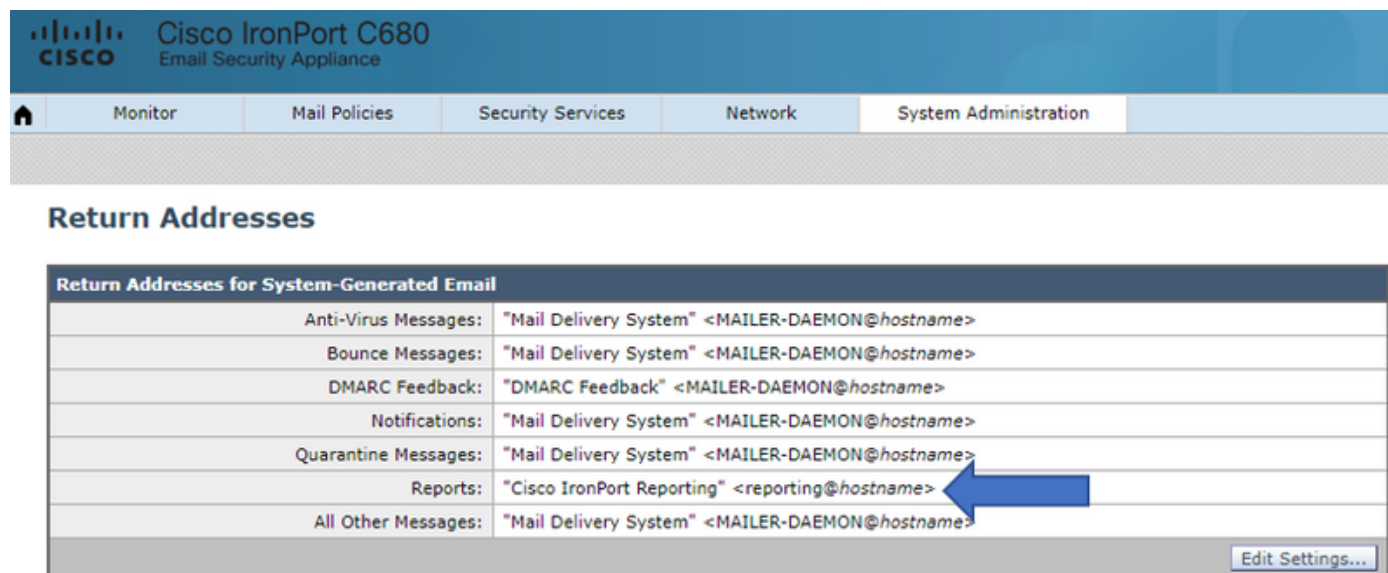 Cisco IronPort C680
CISCO Email Security Appliance
Monitor Mail Policies Security Services Network System Administration
Return Addresses
Return Addresses for System-Generated Email
Anti-Virus Messages: "Mail Delivery System" <MAILER-DAEMON@hostname>
Bounce Messages: "Mail Delivery System" <MAILER-DAEMON@hostname>
DMARC Feedback: "DMARC Feedback" <MAILER-DAEMON@hostname>
Notifications: "Mail Delivery System" <MAILER-DAEMON@hostname>
Quarantine Messages: "Mail Delivery System" <MAILER-DAEMON@hostname>
Reports: "Cisco IronPort Reporting" <reporting@hostname>
All Other Messages: "Mail Delivery System" <MAILER-DAEMON@hostname>
Edit Settings...